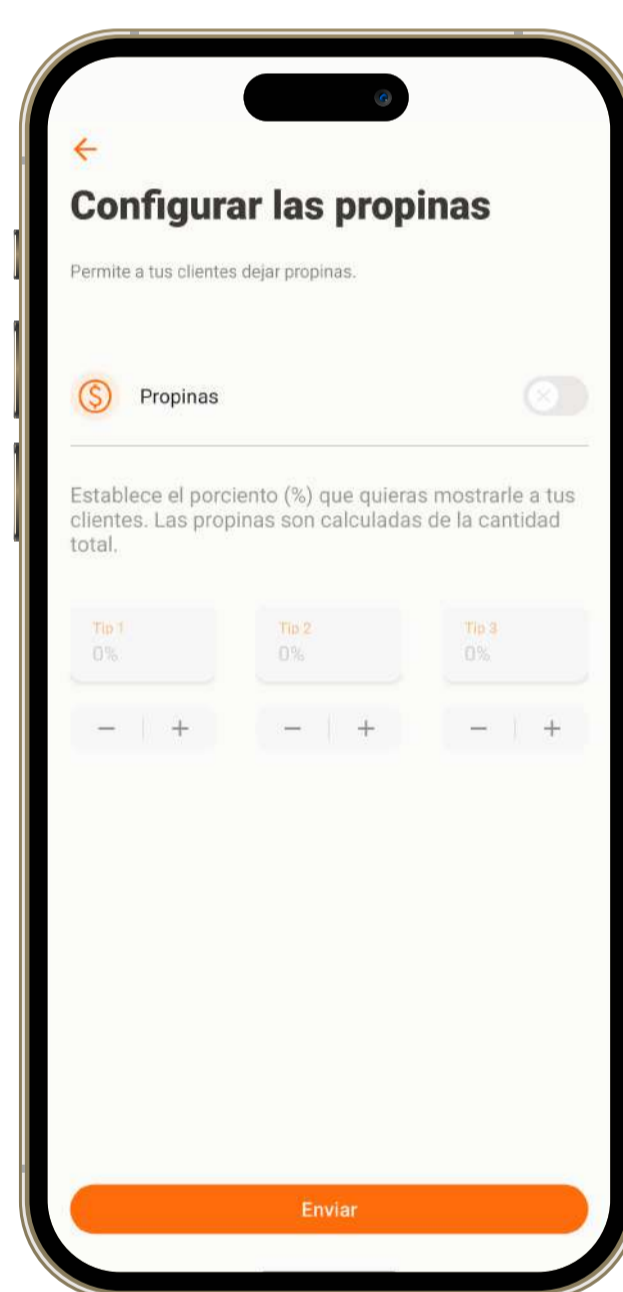 Configurar las propinas
Permite a tus clientes dejar propinas.
Propinas
Establece el porciento (%) que quieras mostrarle a tus
clientes. Las propinas son calculadas de la cantidad
total.
Tip 1 Tip 2 Tip 3
0% 0% 0%
− + − + − +
Enviar